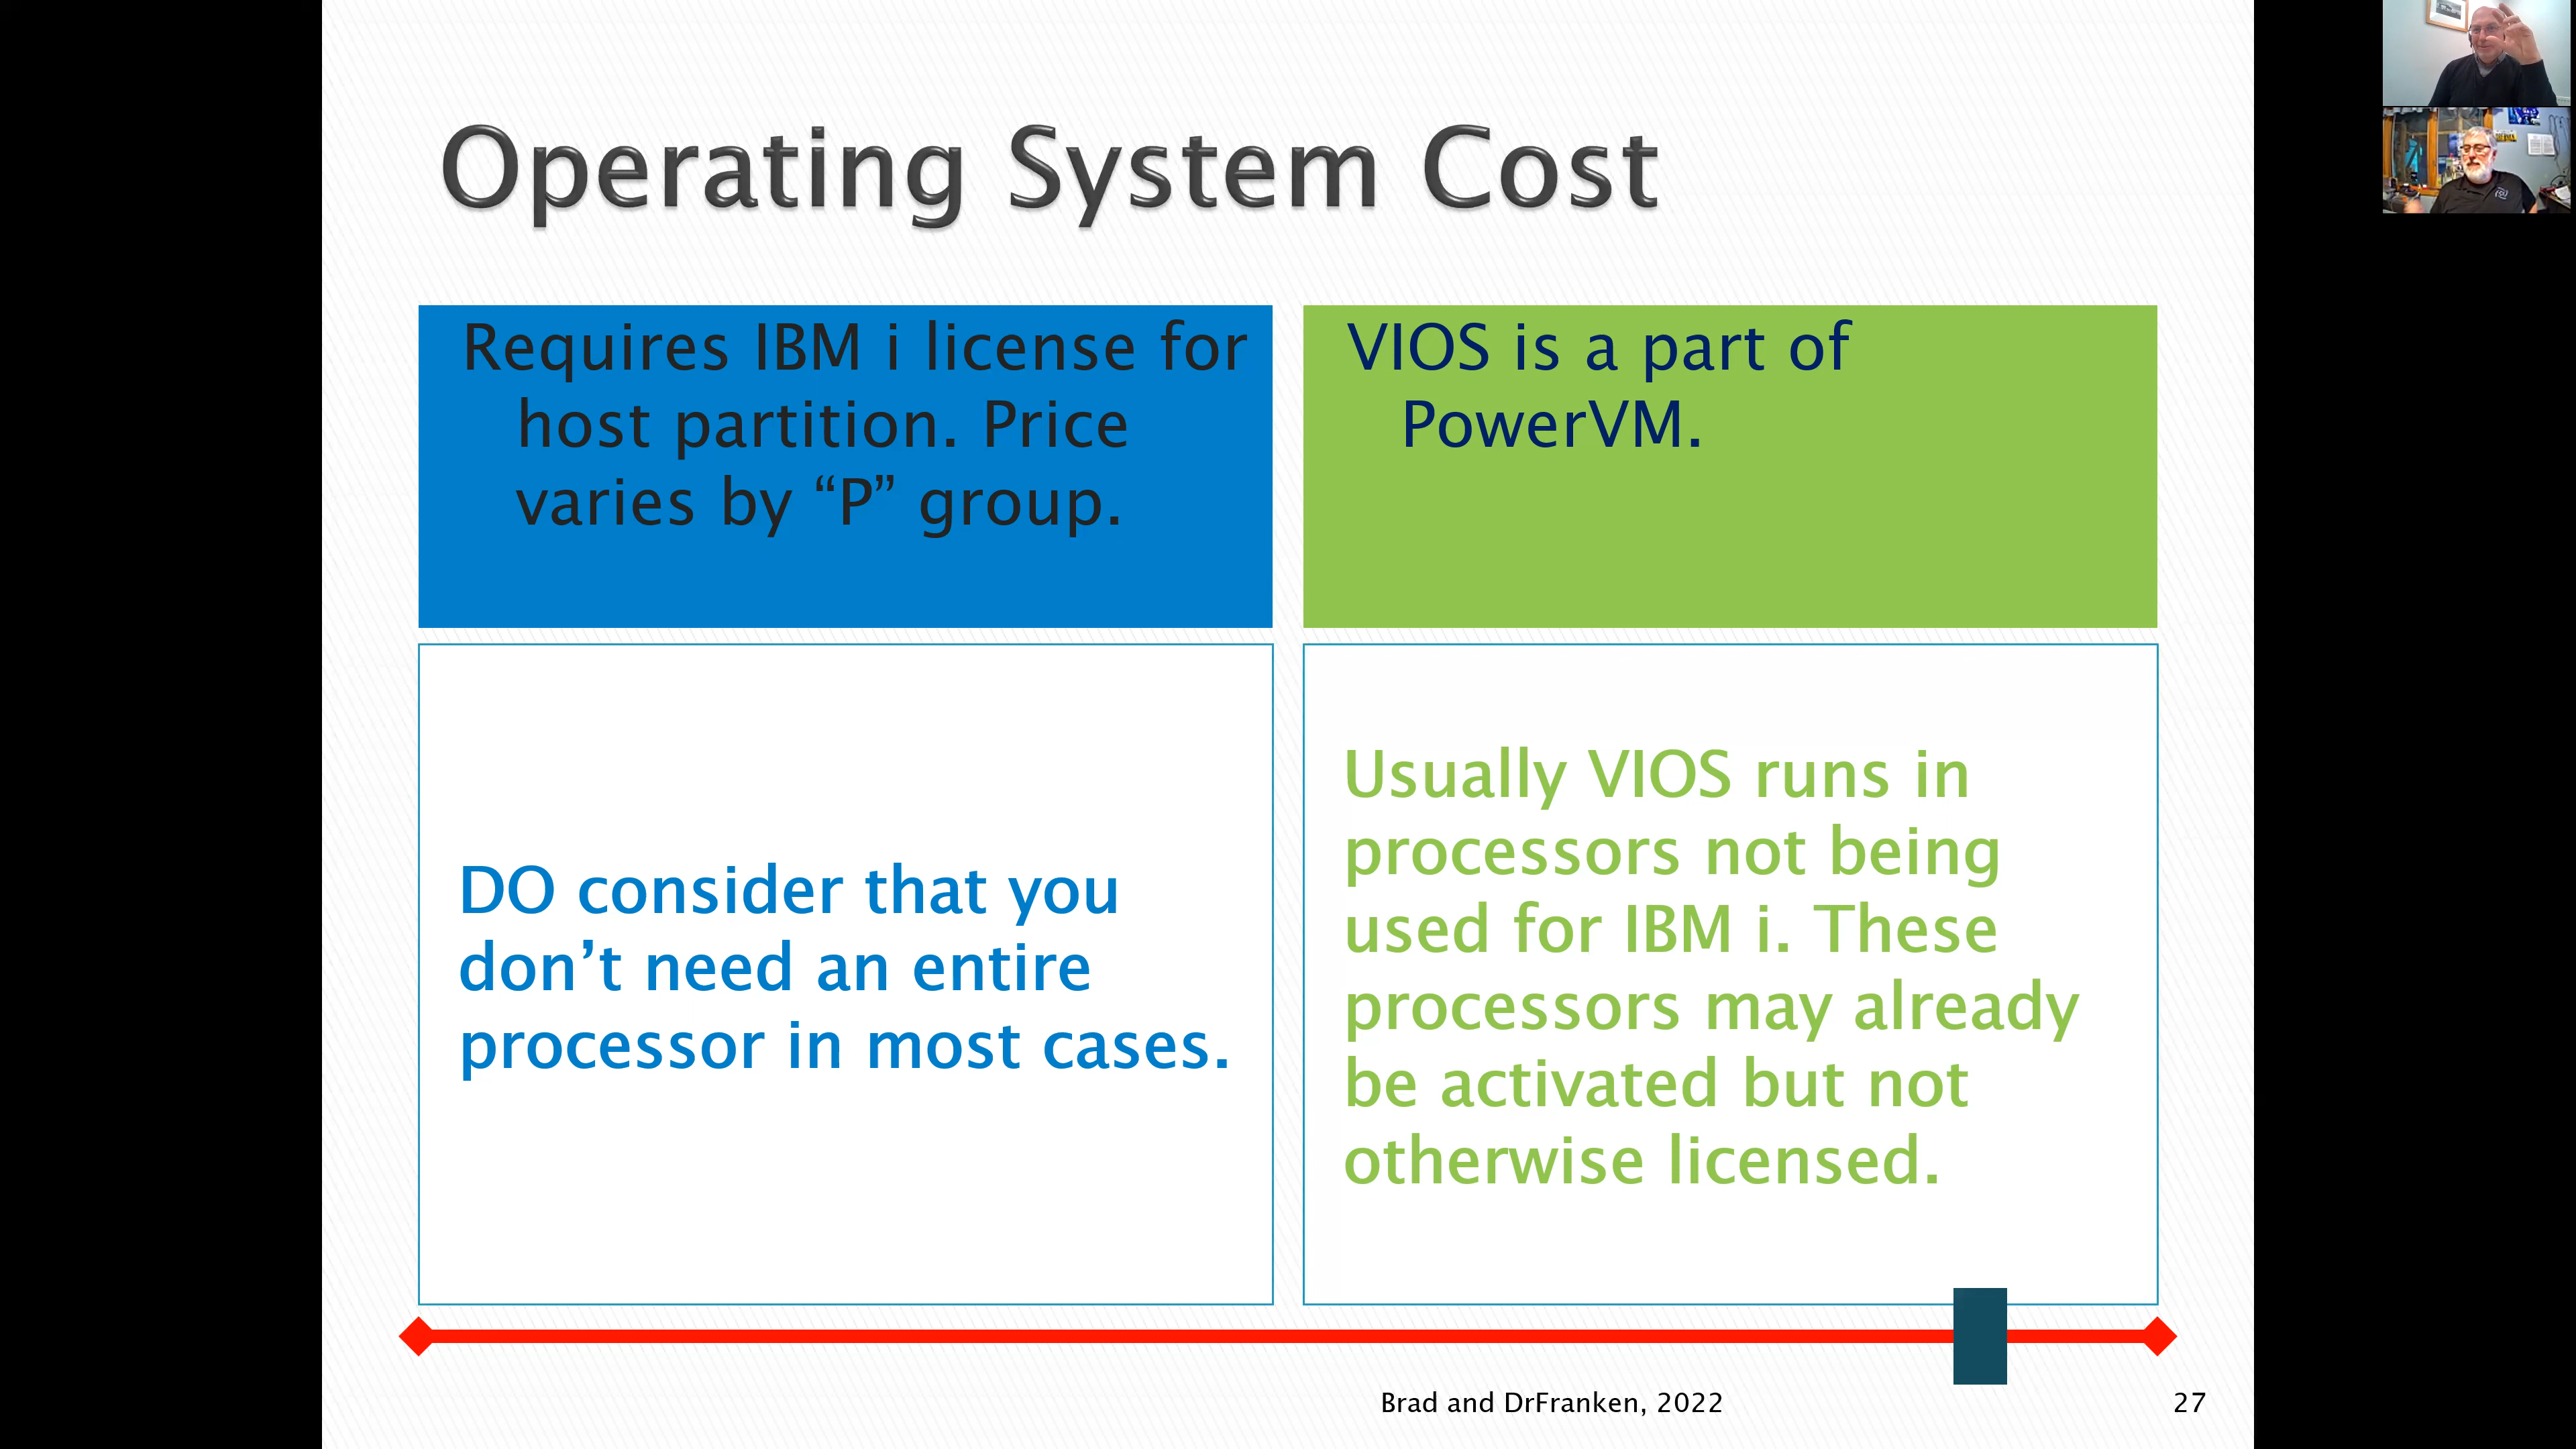 Operating System Cost
Requires IBM i license for
host partition. Price
varies by “P” group.
VIOS is a part of
PowerVM.
DO consider that you
don’t need an entire
processor in most cases.
Usually VIOS runs in
processors not being
used for IBM i. These
processors may already
be activated but not
otherwise licensed.
Brad and DrFranken, 2022
27